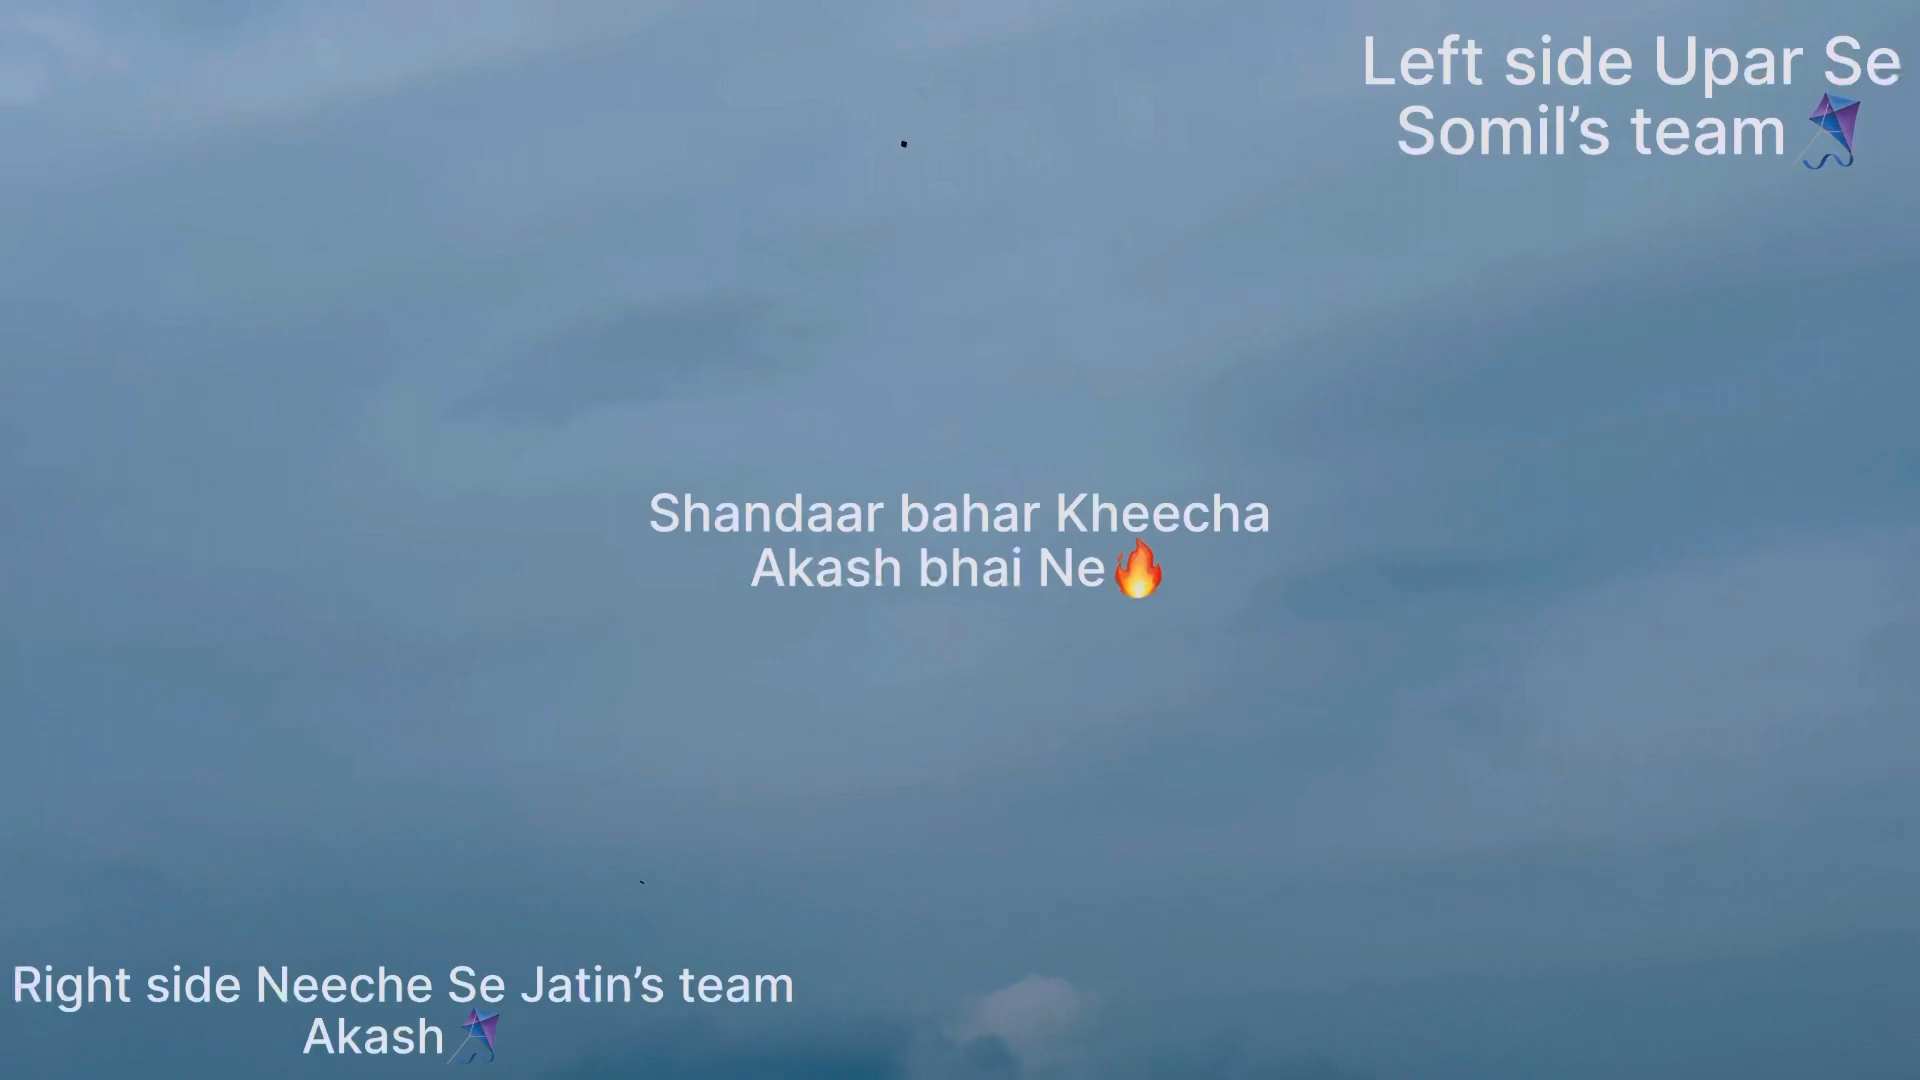 Left side Upar Se
Somil’s team 🪁
Shandaar bahar Kheecha
Akash bhai Ne🔥
Right side Neeche Se Jatin’s team
Akash🪁